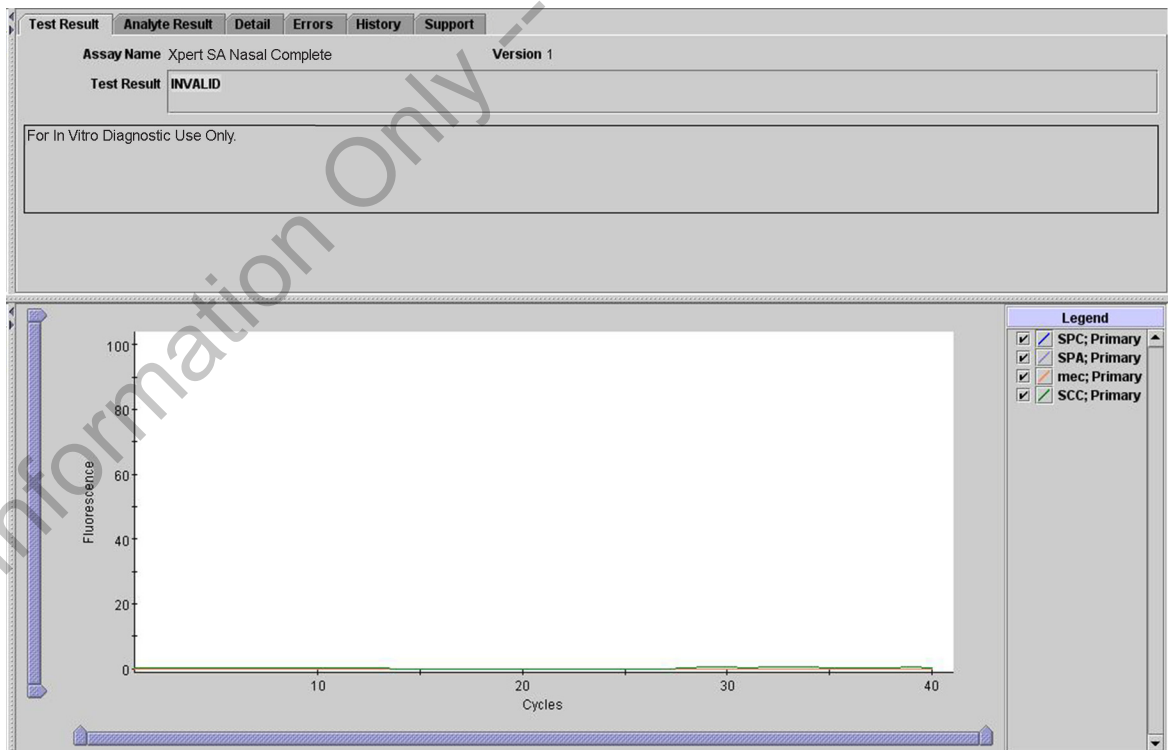 Test Result Analyte Result Detail Errors History Support
Assay Name Xpert SA Nasal Complete Version 1
Test Result INVALID
For In Vitro Diagnostic Use Only.
Information Only --
Legend
SPC; Primary
SPA; Primary
mec; Primary
SCC; Primary
Fluorescence
100
80
60
40
20
0
10 20 30 40
Cycles